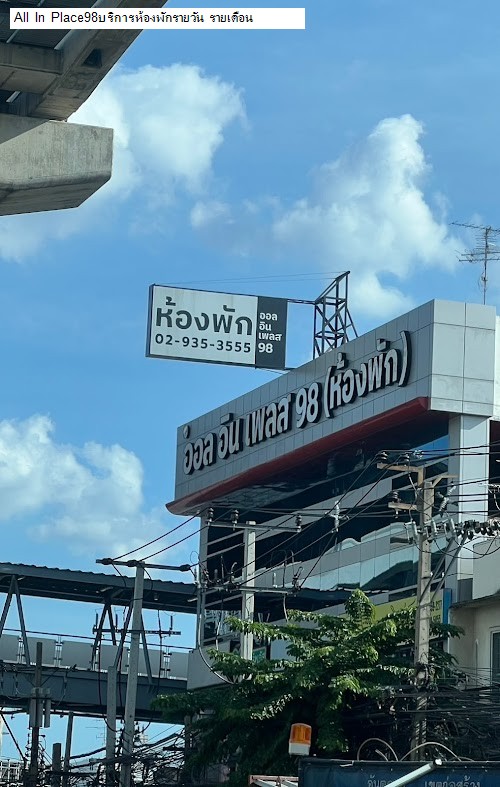 All In Place98บริการห้องพักรายวัน รายเดือน
ห้องพัก
02-935-3555
ออล
อิน
เพลส
98
ออล อิน เพลส 98 (ห้องพัก)